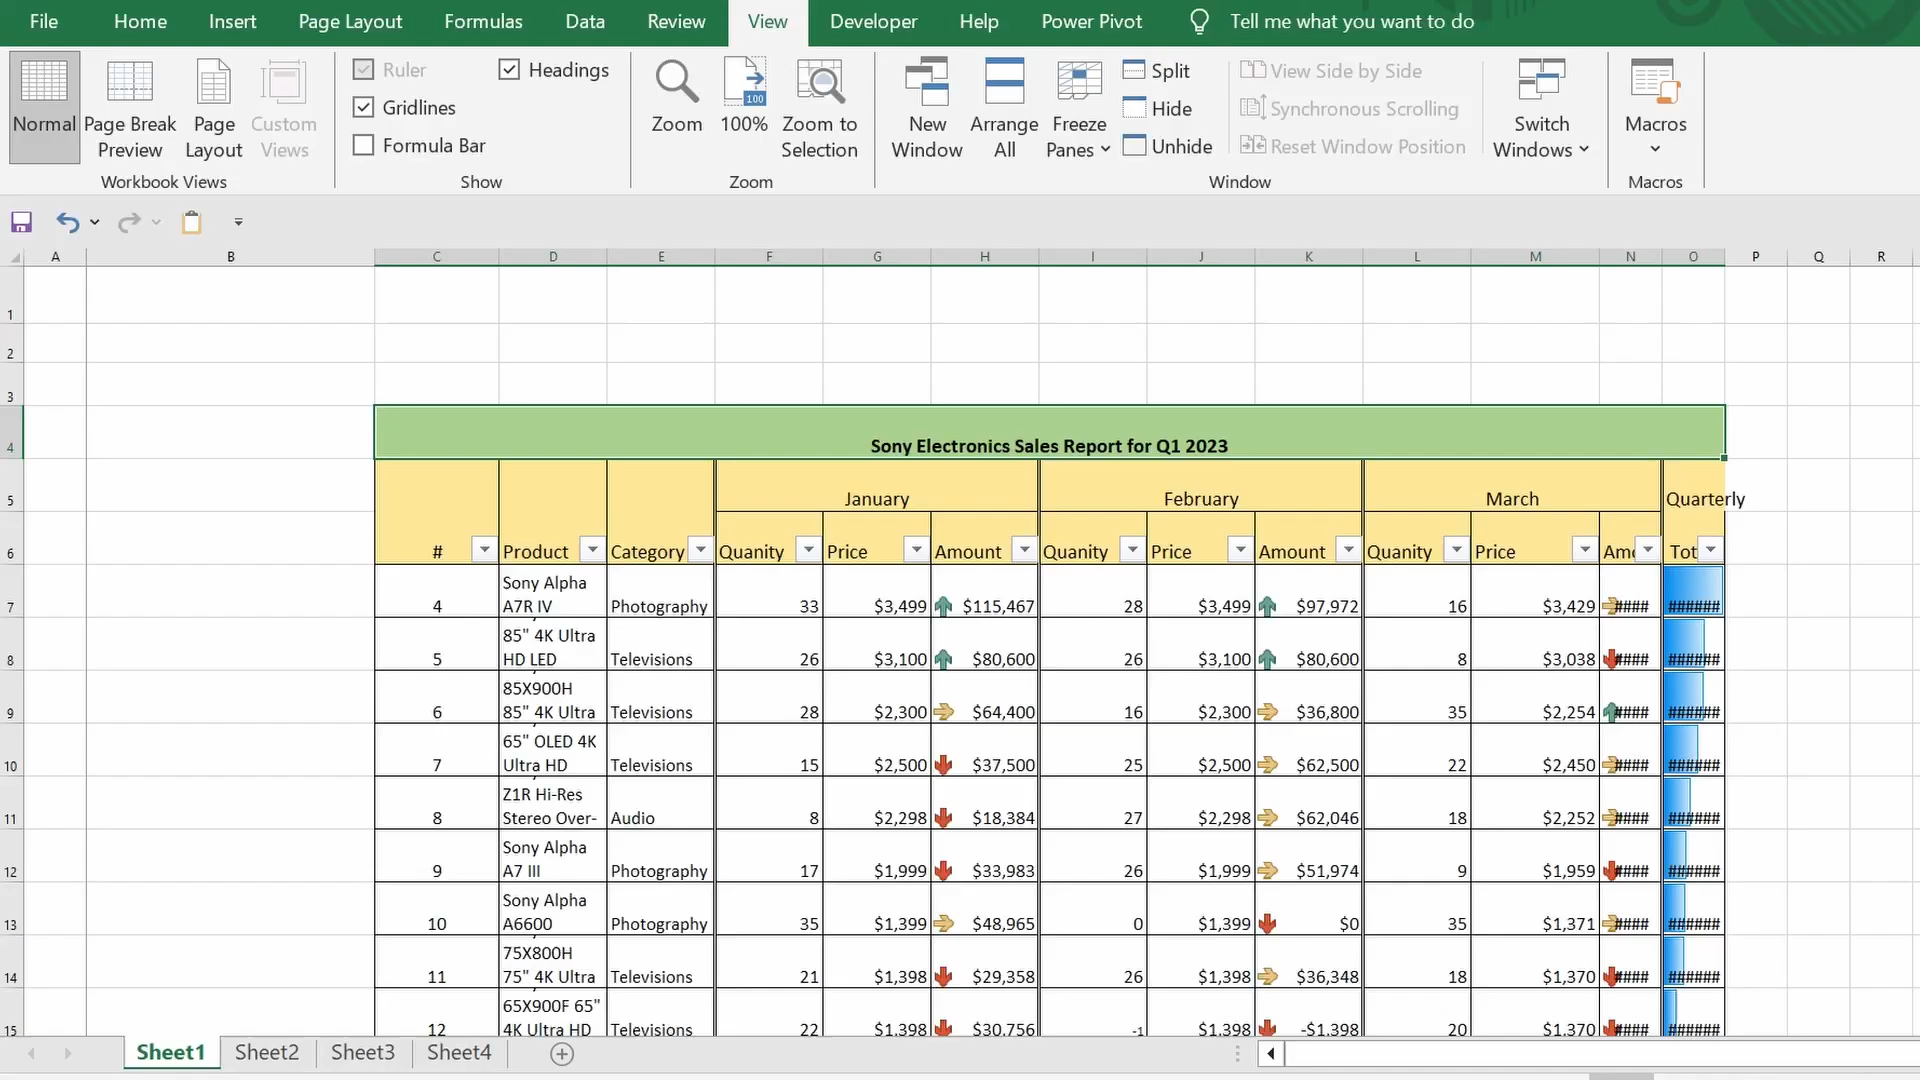 File Home Insert Page Layout Formulas Data Review View Developer Help Power Pivot Tell me what you want to do
Normal
Page Break Preview
Page Layout
Custom Views
Workbook Views
Ruler
Headings
Gridlines
Formula Bar
Show
Zoom
100
100%
Zoom to Selection
Zoom
New Window
Arrange All
Freeze Panes
Split
Hide
Unhide
View Side by Side
Synchronous Scrolling
Reset Window Position
Window
Switch Windows
Macros
Macros
A B C D E F G H I J K L M N O P Q R
1
2
3
4 Sony Electronics Sales Report for Q1 2023
5 January February March Quarterly
6 # Product Category Quanity Price Amount Quanity Price Amount Quanity Price Amo Tot
Sony Alpha
7 4 A7R IV Photography 33 $3,499 $115,467 28 $3,499 $97,972 16 $3,429 #### ######
85" 4K Ultra
8 5 HD LED Televisions 26 $3,100 $80,600 26 $3,100 $80,600 8 $3,038 #### ######
85X900H
9 6 85" 4K Ultra Televisions 28 $2,300 $64,400 16 $2,300 $36,800 35 $2,254 #### ######
65" OLED 4K
10 7 Ultra HD Televisions 15 $2,500 $37,500 25 $2,500 $62,500 22 $2,450 #### ######
Z1R Hi-Res
11 8 Stereo Over- Audio 8 $2,298 $18,384 27 $2,298 $62,046 18 $2,252 #### ######
Sony Alpha
12 9 A7 III Photography 17 $1,999 $33,983 26 $1,999 $51,974 9 $1,959 #### ######
Sony Alpha
13 10 A6600 Photography 35 $1,399 $48,965 0 $1,399 $0 35 $1,371 #### ######
75X800H
14 11 75" 4K Ultra Televisions 21 $1,398 $29,358 26 $1,398 $36,348 18 $1,370 #### ######
65X900F 65"
15 12 4K Ultra HD Televisions 22 $1,398 $30,756 -1 $1,398 -$1,398 20 $1,370 #### ######
Sheet1 Sheet2 Sheet3 Sheet4